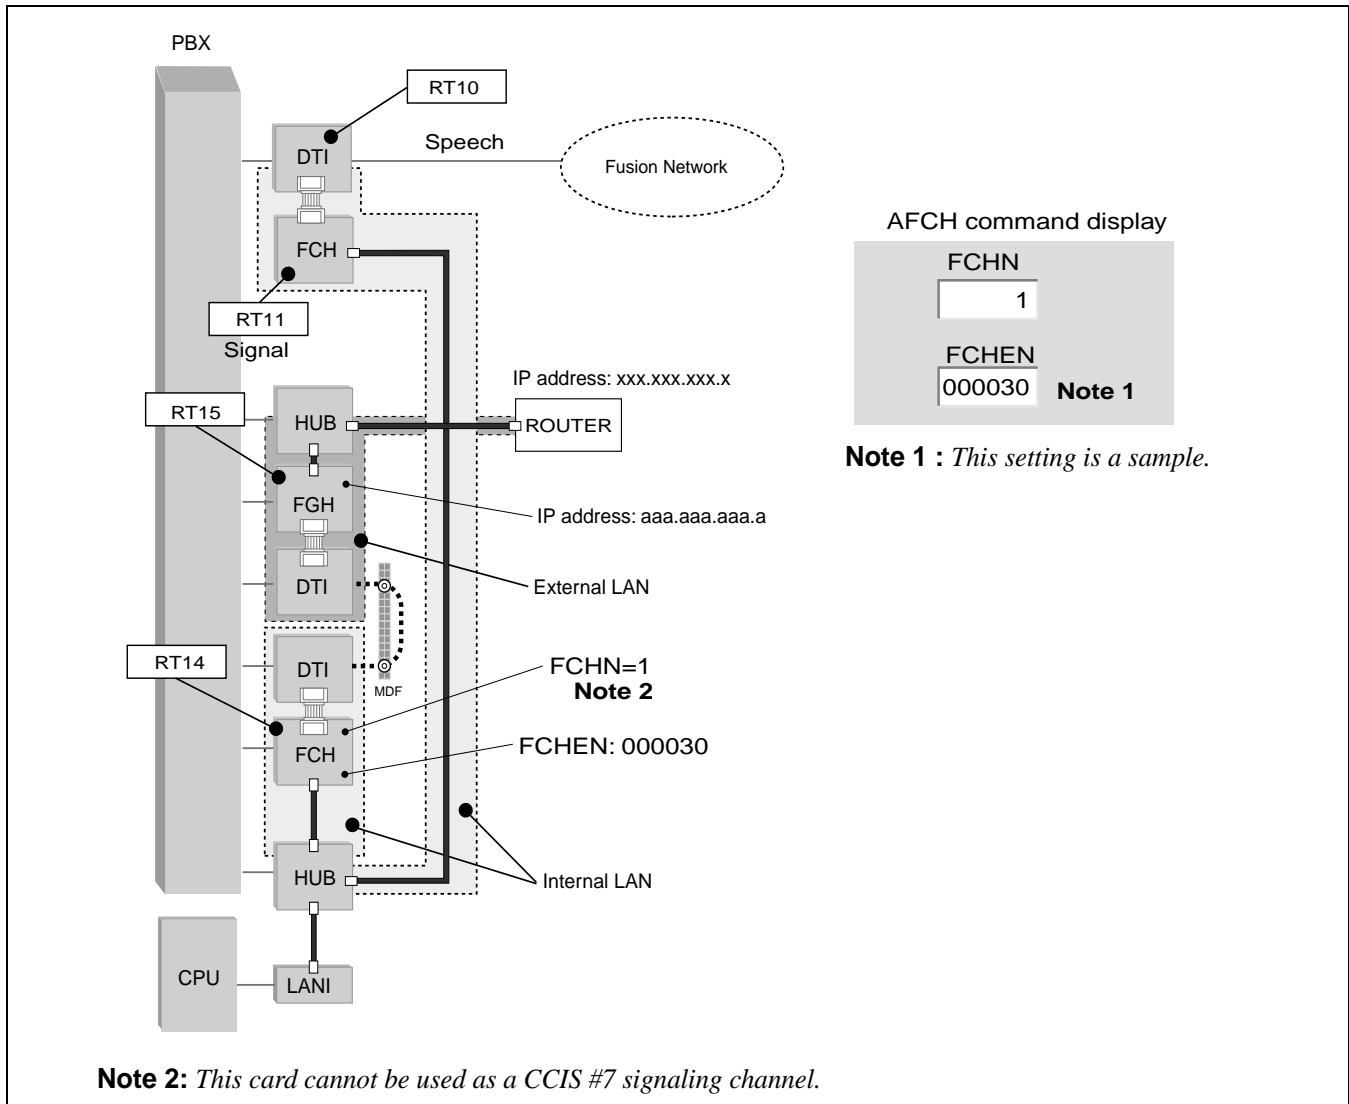 PBX
RT10
DTI
Speech
Fusion Network
FCH
RT11
Signal
AFCH command display
FCHN
1
FCHEN
000030 Note 1
Note 1 : This setting is a sample.
IP address: xxx.xxx.xxx.x
RT15
HUB
ROUTER
FGH
IP address: aaa.aaa.aaa.a
DTI
External LAN
RT14
DTI
MDF
FCHN=1
Note 2
FCH
FCHEN: 000030
HUB
Internal LAN
CPU
LANI
Note 2: This card cannot be used as a CCIS #7 signaling channel.